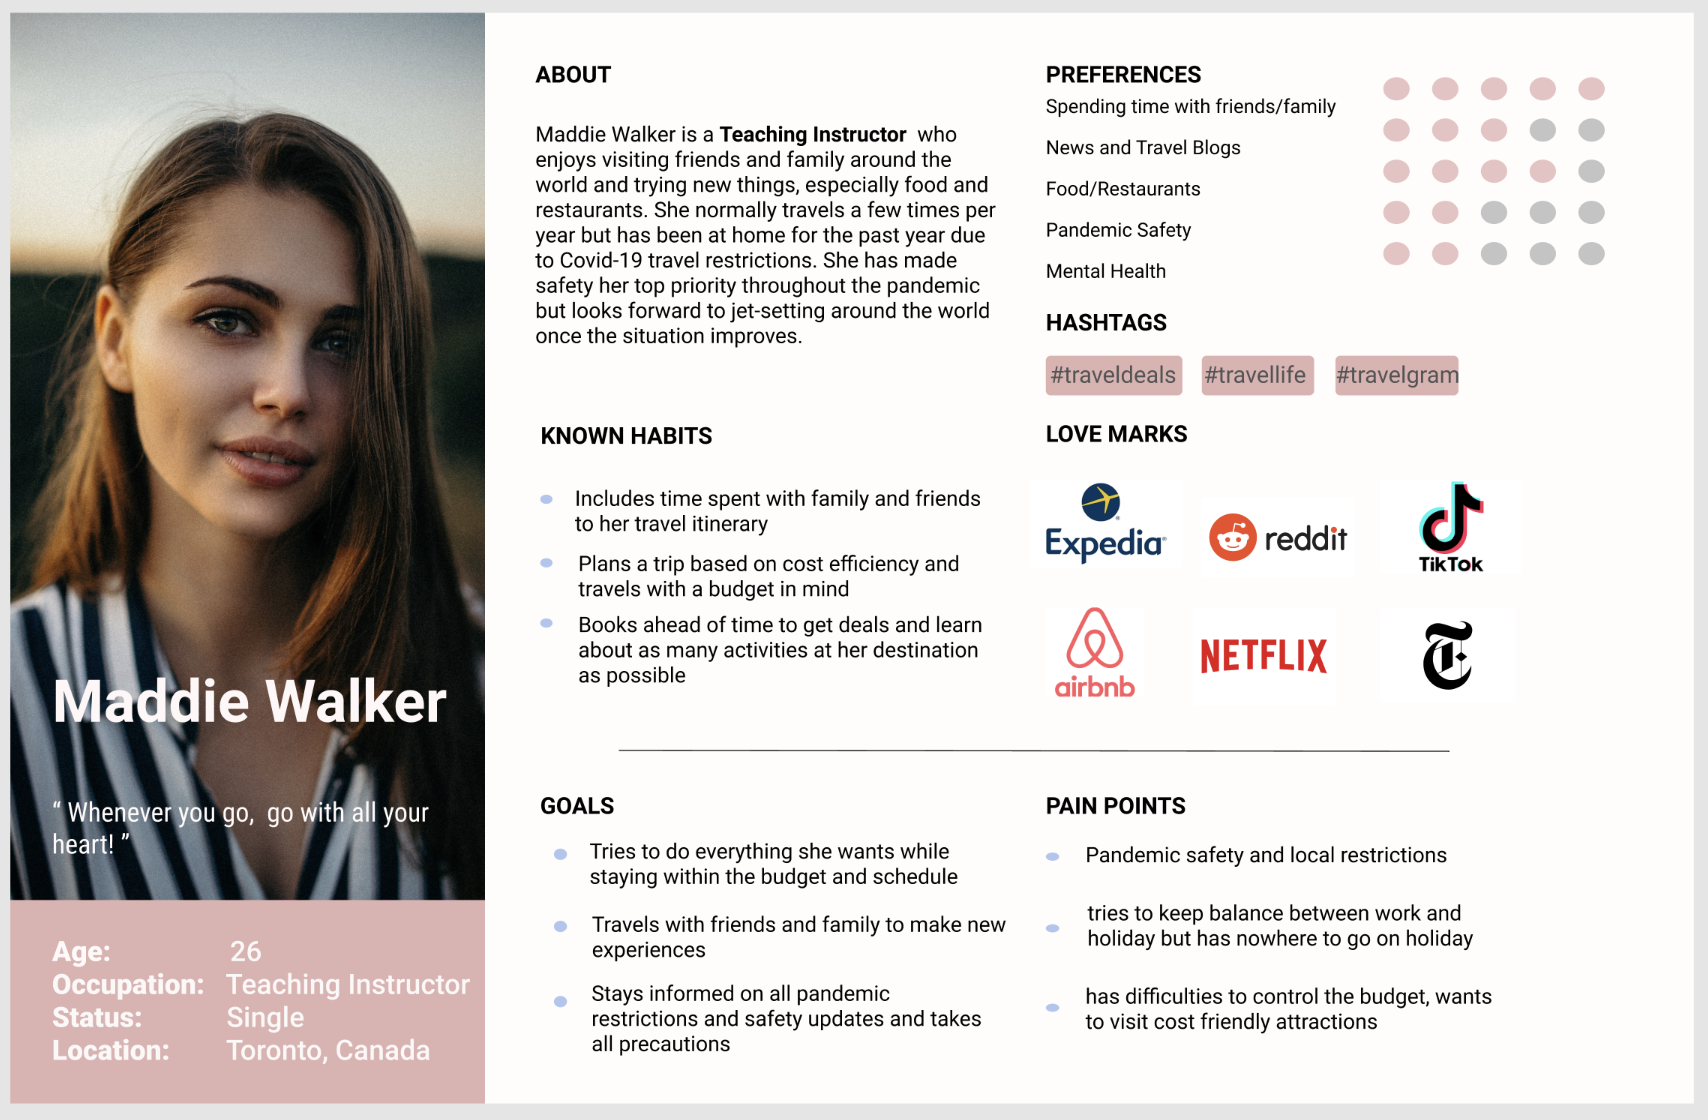 Maddie Walker
“ Whenever you go,  go with all your
heart! ”
Age: 26
Occupation: Teaching Instructor
Status: Single
Location: Toronto, Canada
ABOUT
Maddie Walker is a Teaching Instructor  who
enjoys visiting friends and family around the
world and trying new things, especially food and
restaurants. She normally travels a few times per
year but has been at home for the past year due
to Covid-19 travel restrictions. She has made
safety her top priority throughout the pandemic
but looks forward to jet-setting around the world
once the situation improves.
KNOWN HABITS
Includes time spent with family and friends
to her travel itinerary
Plans a trip based on cost efficiency and
travels with a budget in mind
Books ahead of time to get deals and learn
about as many activities at her destination
as possible
PREFERENCES
Spending time with friends/family
News and Travel Blogs
Food/Restaurants
Pandemic Safety
Mental Health
HASHTAGS
#traveldeals #travellife #travelgram
LOVE MARKS
Expedia reddit TikTok
airbnb NETFLIX T
GOALS
Tries to do everything she wants while
staying within the budget and schedule
Travels with friends and family to make new
experiences
Stays informed on all pandemic
restrictions and safety updates and takes
all precautions
PAIN POINTS
Pandemic safety and local restrictions
tries to keep balance between work and
holiday but has nowhere to go on holiday
has difficulties to control the budget, wants
to visit cost friendly attractions